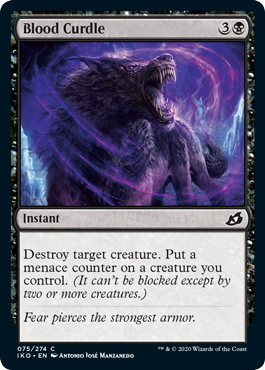 Blood Curdle 3
Instant
Destroy target creature. Put a
menace counter on a creature you
control. (It can't be blocked except by
two or more creatures.)
Fear pierces the strongest armor.
075/274 C
IKO • EN Antonio José Manzanedo
™ & © 2020 Wizards of the Coast